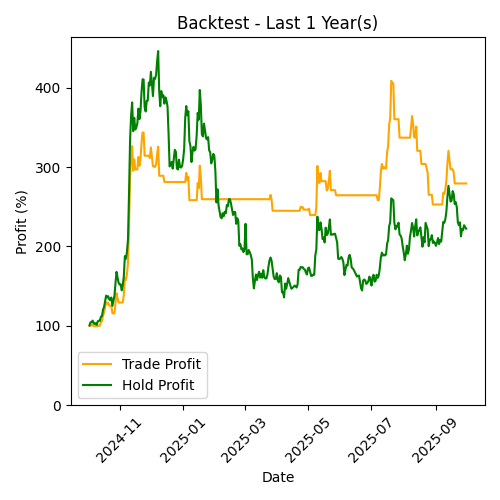 Backtest - Last 1 Year(s)
Profit (%)
400
300
200
100
0
Trade Profit
Hold Profit
2024-11
2025-01
2025-03
2025-05
2025-07
2025-09
Date